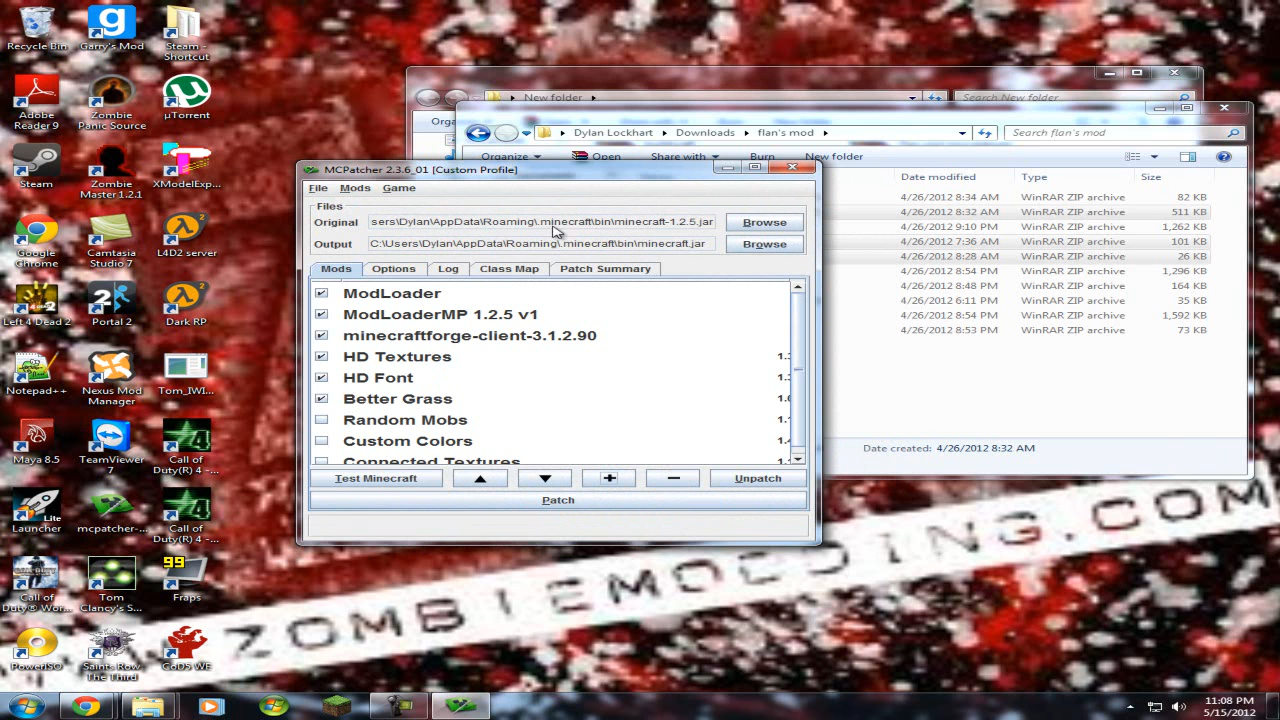 Recycle Bin
Garry's Mod
Steam - Shortcut
Adobe Reader 9
Zombie Panic Source
µTorrent
Steam
Zombie Master 1.2.1
XModelExp...
Google Chrome
Camtasia Studio 7
L4D2 server
Left 4 Dead 2
Portal 2
Dark RP
Notepad++
Nexus Mod Manager
Tom_IWI...
Maya 8.5
TeamViewer 7
Call of Duty(R) 4 -...
Lite
Launcher
mcpatcher-...
Call of Duty(R) 4 -...
Call of Duty® Wor...
Tom Clancy's S...
99
Fraps
PowerISO
Saints Row The Third
CoD5 WE
New folder
Search New folder
Orga
Dylan Lockhart
Downloads
flan's mod
Search flan's mod
Organize
Open
Share with
Burn
New folder
Date modified
Type
Size
4/26/2012 8:34 AM WinRAR ZIP archive 82 KB
4/26/2012 8:32 AM WinRAR ZIP archive 511 KB
4/26/2012 9:10 PM WinRAR ZIP archive 1,262 KB
4/26/2012 7:36 AM WinRAR ZIP archive 101 KB
4/26/2012 8:28 AM WinRAR ZIP archive 26 KB
4/26/2012 8:54 PM WinRAR ZIP archive 1,296 KB
4/26/2012 8:48 PM WinRAR ZIP archive 164 KB
4/26/2012 6:11 PM WinRAR ZIP archive 35 KB
4/26/2012 8:54 PM WinRAR ZIP archive 1,592 KB
4/26/2012 8:53 PM WinRAR ZIP archive 73 KB
Date created: 4/26/2012 8:32 AM
MCPatcher 2.3.6_01 [Custom Profile]
File Mods Game
Files
Original sers\Dylan\AppData\Roaming\.minecraft\bin\minecraft-1.2.5.jar Browse
Output C:\Users\Dylan\AppData\Roaming\.minecraft\bin\minecraft.jar Browse
Mods Options Log Class Map Patch Summary
ModLoader
ModLoaderMP 1.2.5 v1
minecraftforge-client-3.1.2.90
HD Textures
HD Font
Better Grass
Random Mobs
Custom Colors
Connected Textures
Test Minecraft
Unpatch
Patch
ZOMBIEMODDING.COM
11:08 PM
5/15/2012